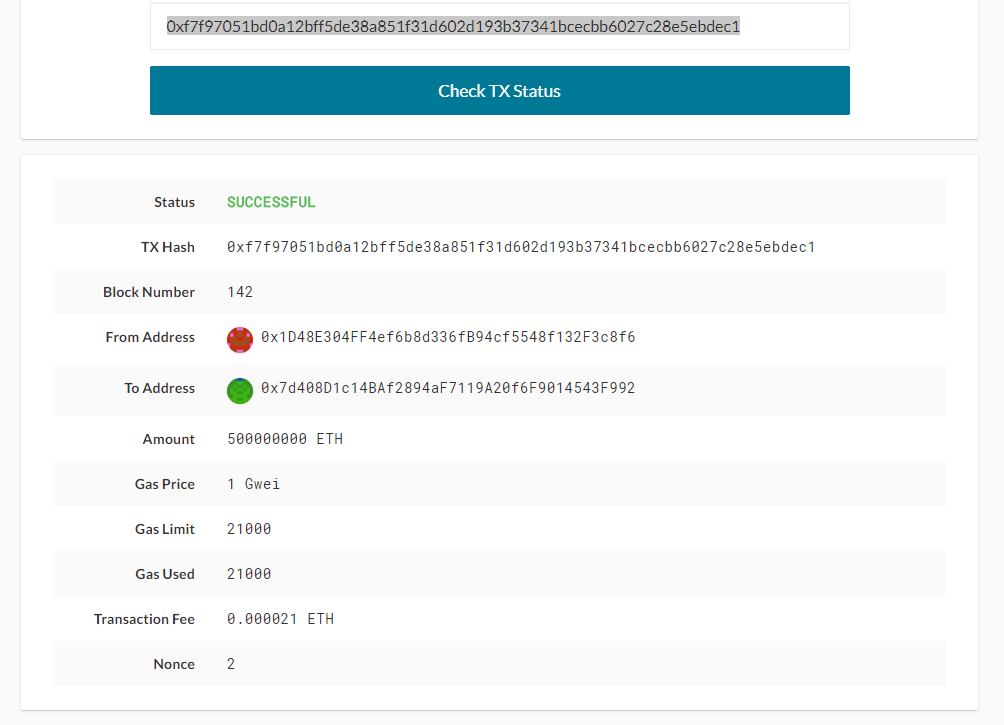 0xf7f97051bd0a12bff5de38a851f31d602d193b37341bcecbb6027c28e5ebdec1
Check TX Status
Status SUCCESSFUL
TX Hash 0xf7f97051bd0a12bff5de38a851f31d602d193b37341bcecbb6027c28e5ebdec1
Block Number 142
From Address 0x1D48E304FF4ef6b8d336fB94cf5548f132F3c8f6
To Address 0x7d408D1c14BAf2894aF7119A20f6F9014543F992
Amount 500000000 ETH
Gas Price 1 Gwei
Gas Limit 21000
Gas Used 21000
Transaction Fee 0.000021 ETH
Nonce 2